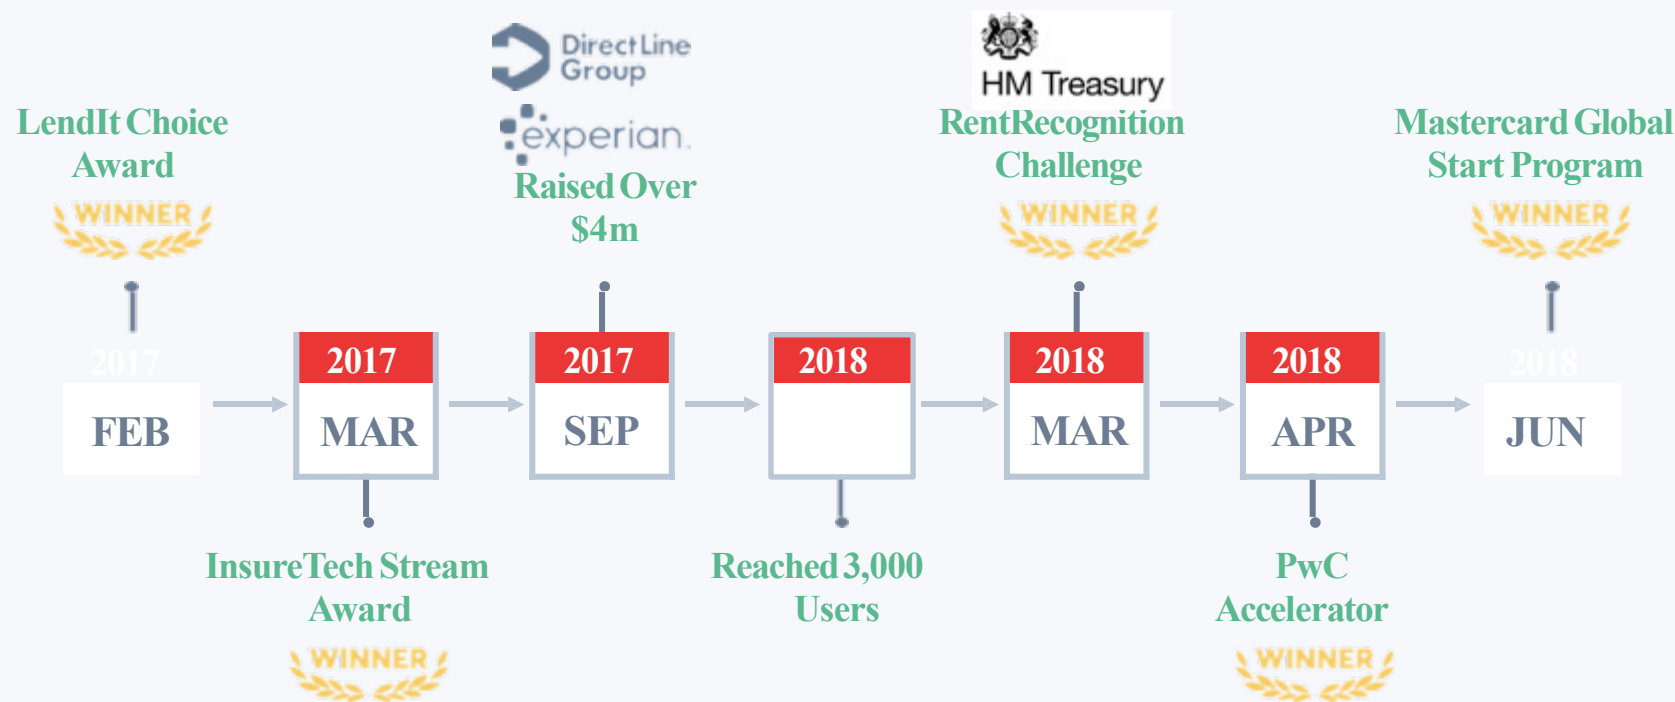 LendIt Choice
Award
WINNER
2017
FEB
2017
MAR
InsureTech Stream
Award
WINNER
DirectLine
Group
experian.
Raised Over
$4m
2017
SEP
2018
Reached 3,000
Users
HM Treasury
RentRecognition
Challenge
WINNER
2018
MAR
2018
APR
PwC
Accelerator
WINNER
Mastercard Global
Start Program
WINNER
2018
JUN